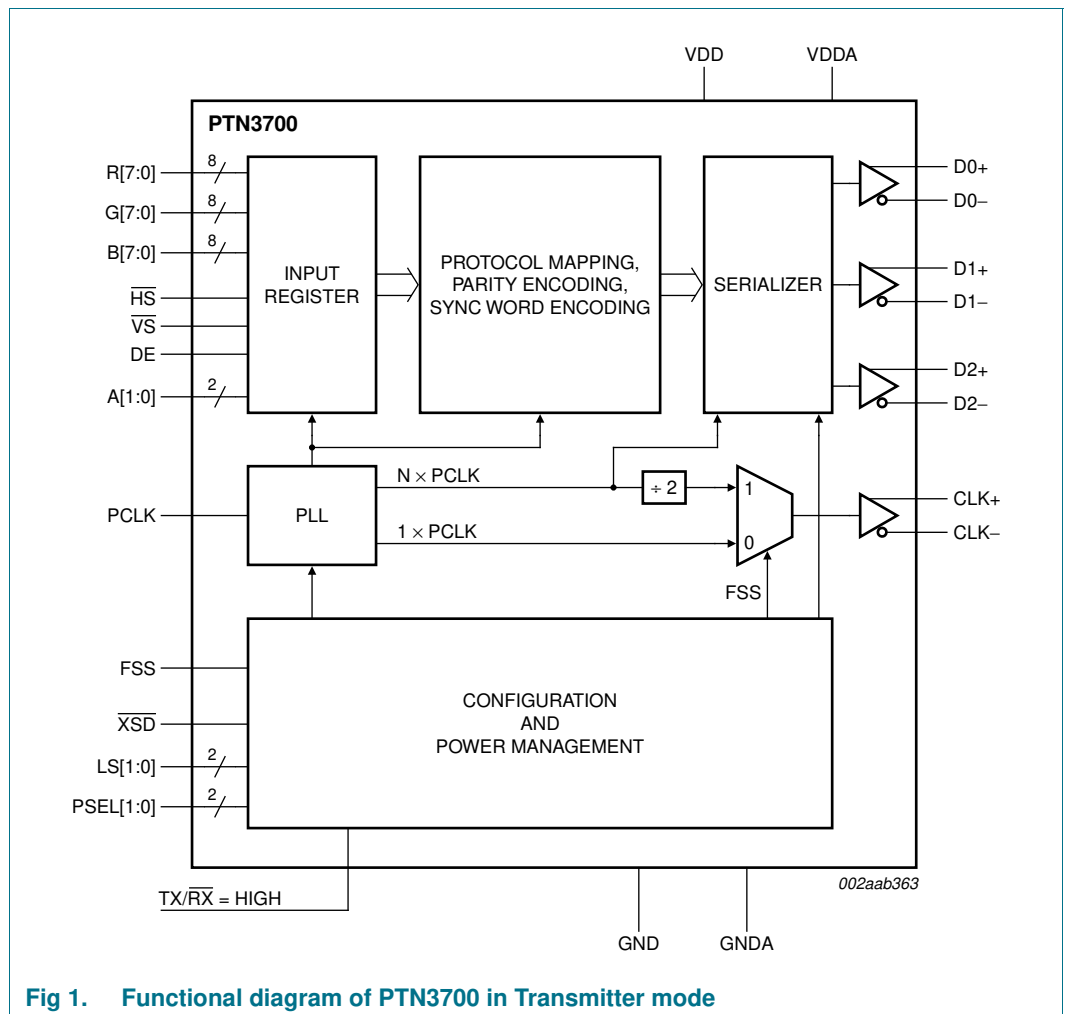 VDD VDDA
PTN3700
R[7:0] 8
G[7:0] 8
B[7:0] 8
HS
VS
DE
A[1:0] 2
INPUT
REGISTER
PROTOCOL MAPPING,
PARITY ENCODING,
SYNC WORD ENCODING
SERIALIZER
D0+
D0−
D1+
D1−
D2+
D2−
PCLK
PLL
N × PCLK
1 × PCLK
÷ 2
1
0
FSS
CLK+
CLK−
FSS
XSD
LS[1:0] 2
PSEL[1:0] 2
CONFIGURATION
AND
POWER MANAGEMENT
TX/RX = HIGH
002aab363
GND GNDA
Fig 1. Functional diagram of PTN3700 in Transmitter mode